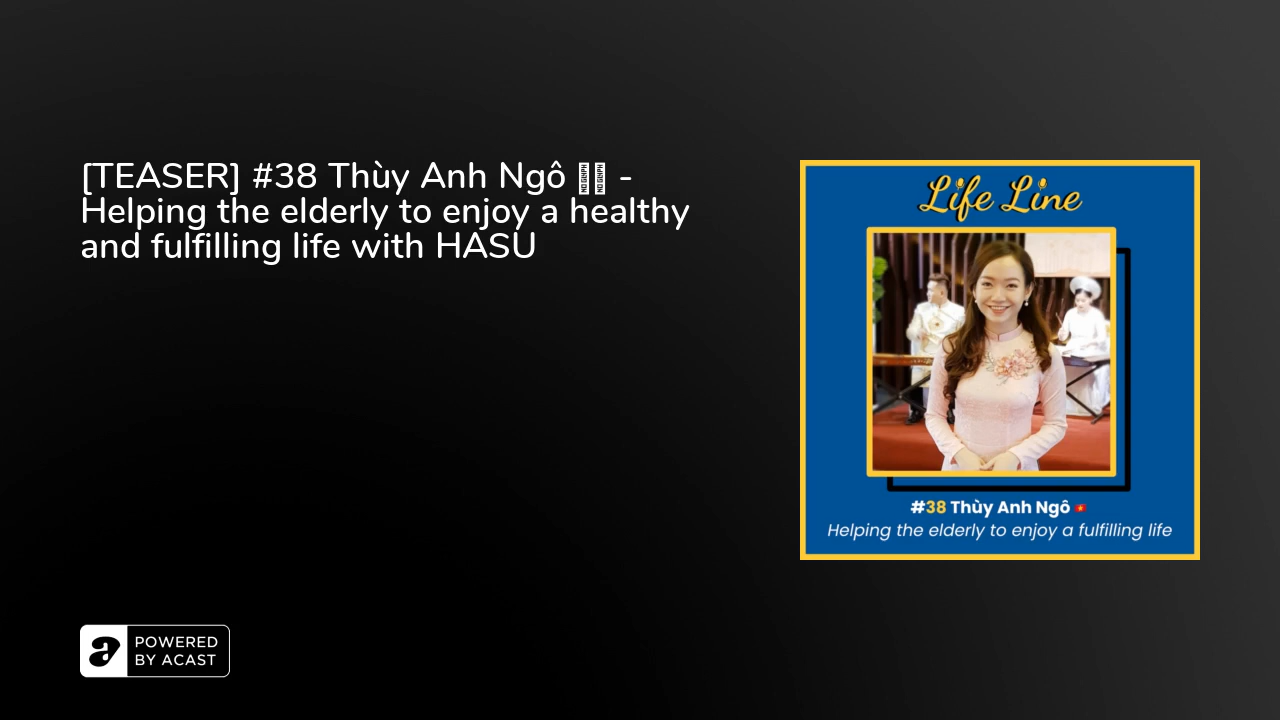 [TEASER] #38 Thùy Anh Ngô -
Helping the elderly to enjoy a healthy
and fulfilling life with HASU
Life Line
#38 Thùy Anh Ngô 🇻🇳
Helping the elderly to enjoy a fulfilling life
a POWERED
BY ACAST